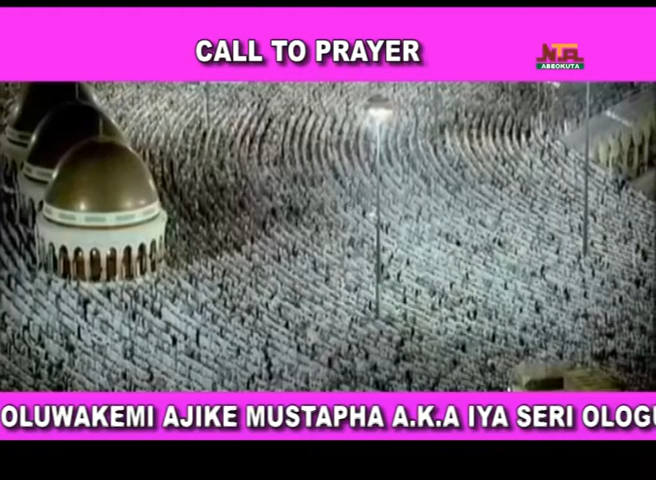 CALL TO PRAYER
NTA
ABEOKUTA
OLUWAKEMI AJIKE MUSTAPHA A.K.A IYA SERI OLOGU